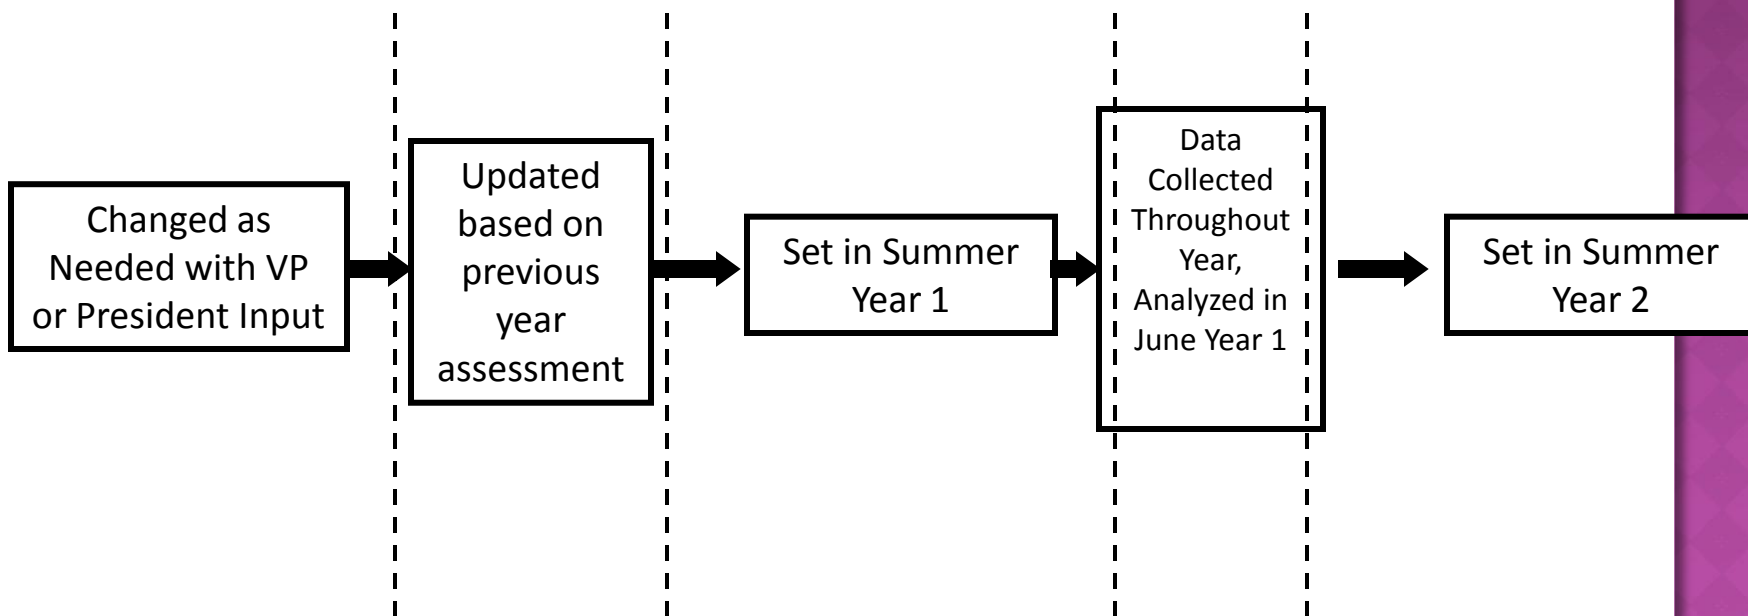 Changed as
Needed with VP
or President Input
Updated
based on
previous
year
assessment
Set in Summer
Year 1
Data
Collected
Throughout
Year,
Analyzed in
June Year 1
Set in Summer
Year 2